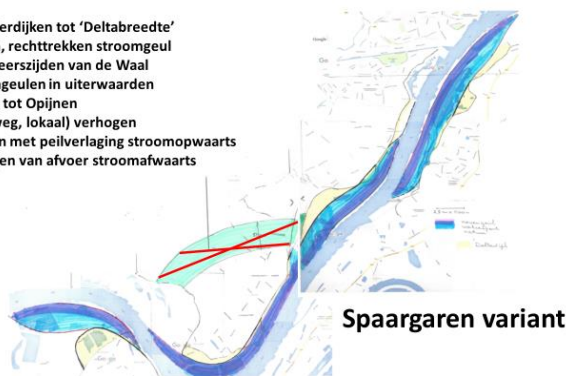 erdijken tot ‘Deltabreedte’
, rechttrekken stroomgeul
eerszijden van de Waal
geulen in uiterwaarden
tot Opijnen
weg, lokaal) verhogen
n met peilverlaging stroomopwaarts
en van afvoer stroomafwaarts
Spaargaren variant